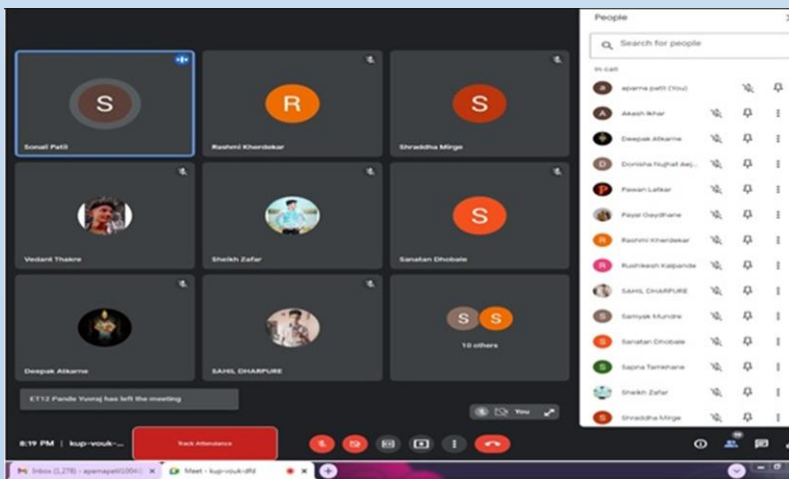 People
Search for people
In call
S
R
S
Sonali Patil
Rashmi Kherdekar
Shraddha Mirge
S
Vedant Thakre
Sheikh Zafar
Sanatan Dhobale
S S
10 others
Deepak Atkarne
SAHIL DHARPURE
a aparna patil (You)
A Akash Ikhar
Deepak Atkarne
D Donisha Nujhat Aej...
P Pawan Latkar
Payal Gaydhane
R Rashmi Kherdekar
R Rushikesh Kalpande
SAHIL DHARPURE
S Samyak Mundre
S Sanatan Dhobale
S Sapna Tamkhane
Sheikh Zafar
S Shraddha Mirge
ET12 Pande Yuvraj has left the meeting
You
8:19 PM | kup-vouk-...
Track Attendance
Inbox (1,278) -
Meet - kup-vouk-dfd